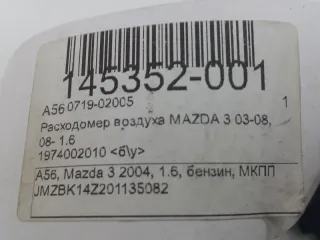 145352-001
A56 0719-02005 1
Расходомер воздуха MAZDA 3 03-08,
08- 1.6
1974002010 <б\у>
A56, Mazda 3 2004, 1.6, бензин, МКПП
JMZBK14Z201135082